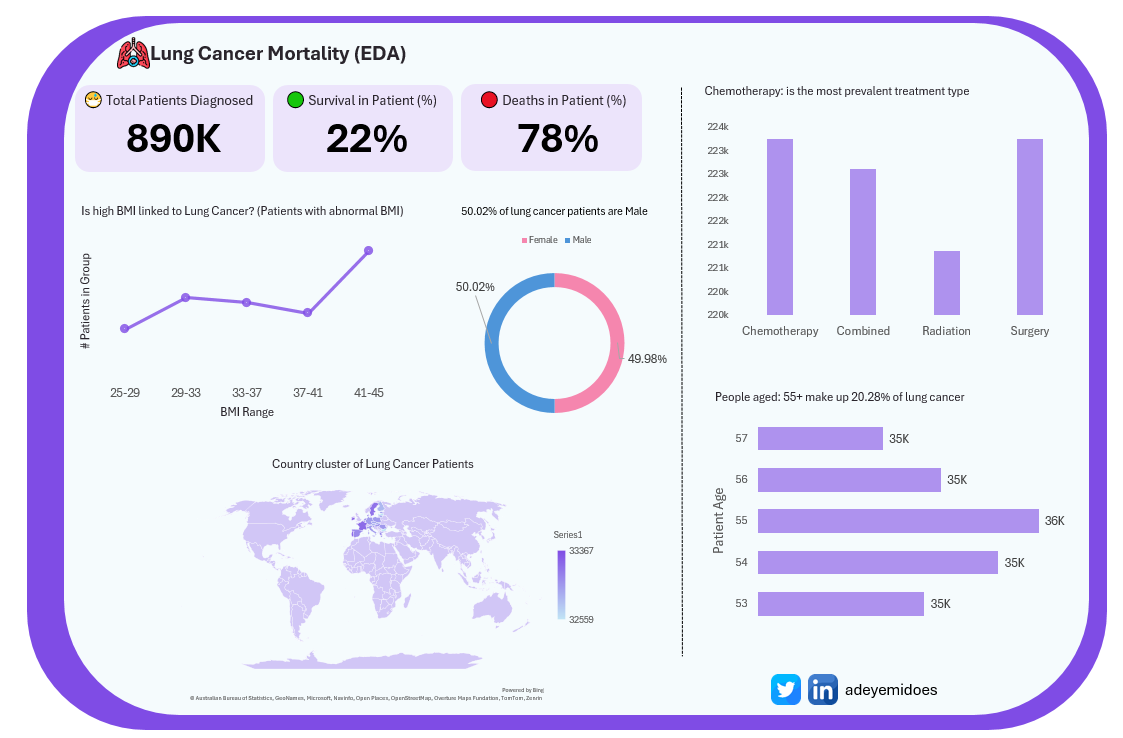 Lung Cancer Mortality (EDA)
Total Patients Diagnosed
890K
Survival in Patient (%)
22%
Deaths in Patient (%)
78%
Is high BMI linked to Lung Cancer? (Patients with abnormal BMI)
# Patients in Group
25-29
29-33
33-37
37-41
41-45
BMI Range
50.02% of lung cancer patients are Male
Female
Male
50.02%
49.98%
Country cluster of Lung Cancer Patients
Series1
33367
32559
Powered by Bing
© Australian Bureau of Statistics, GeoNames, Microsoft, Navinfo, Open Places, OpenStreetMap, Overture Maps Fundation, TomTom, Zenrin
Chemotherapy: is the most prevalent treatment type
224k
223k
223k
222k
222k
221k
221k
220k
220k
Chemotherapy
Combined
Radiation
Surgery
People aged: 55+ make up 20.28% of lung cancer
Patient Age
57
35K
56
35K
55
36K
54
35K
53
35K
in
adeyemidoes